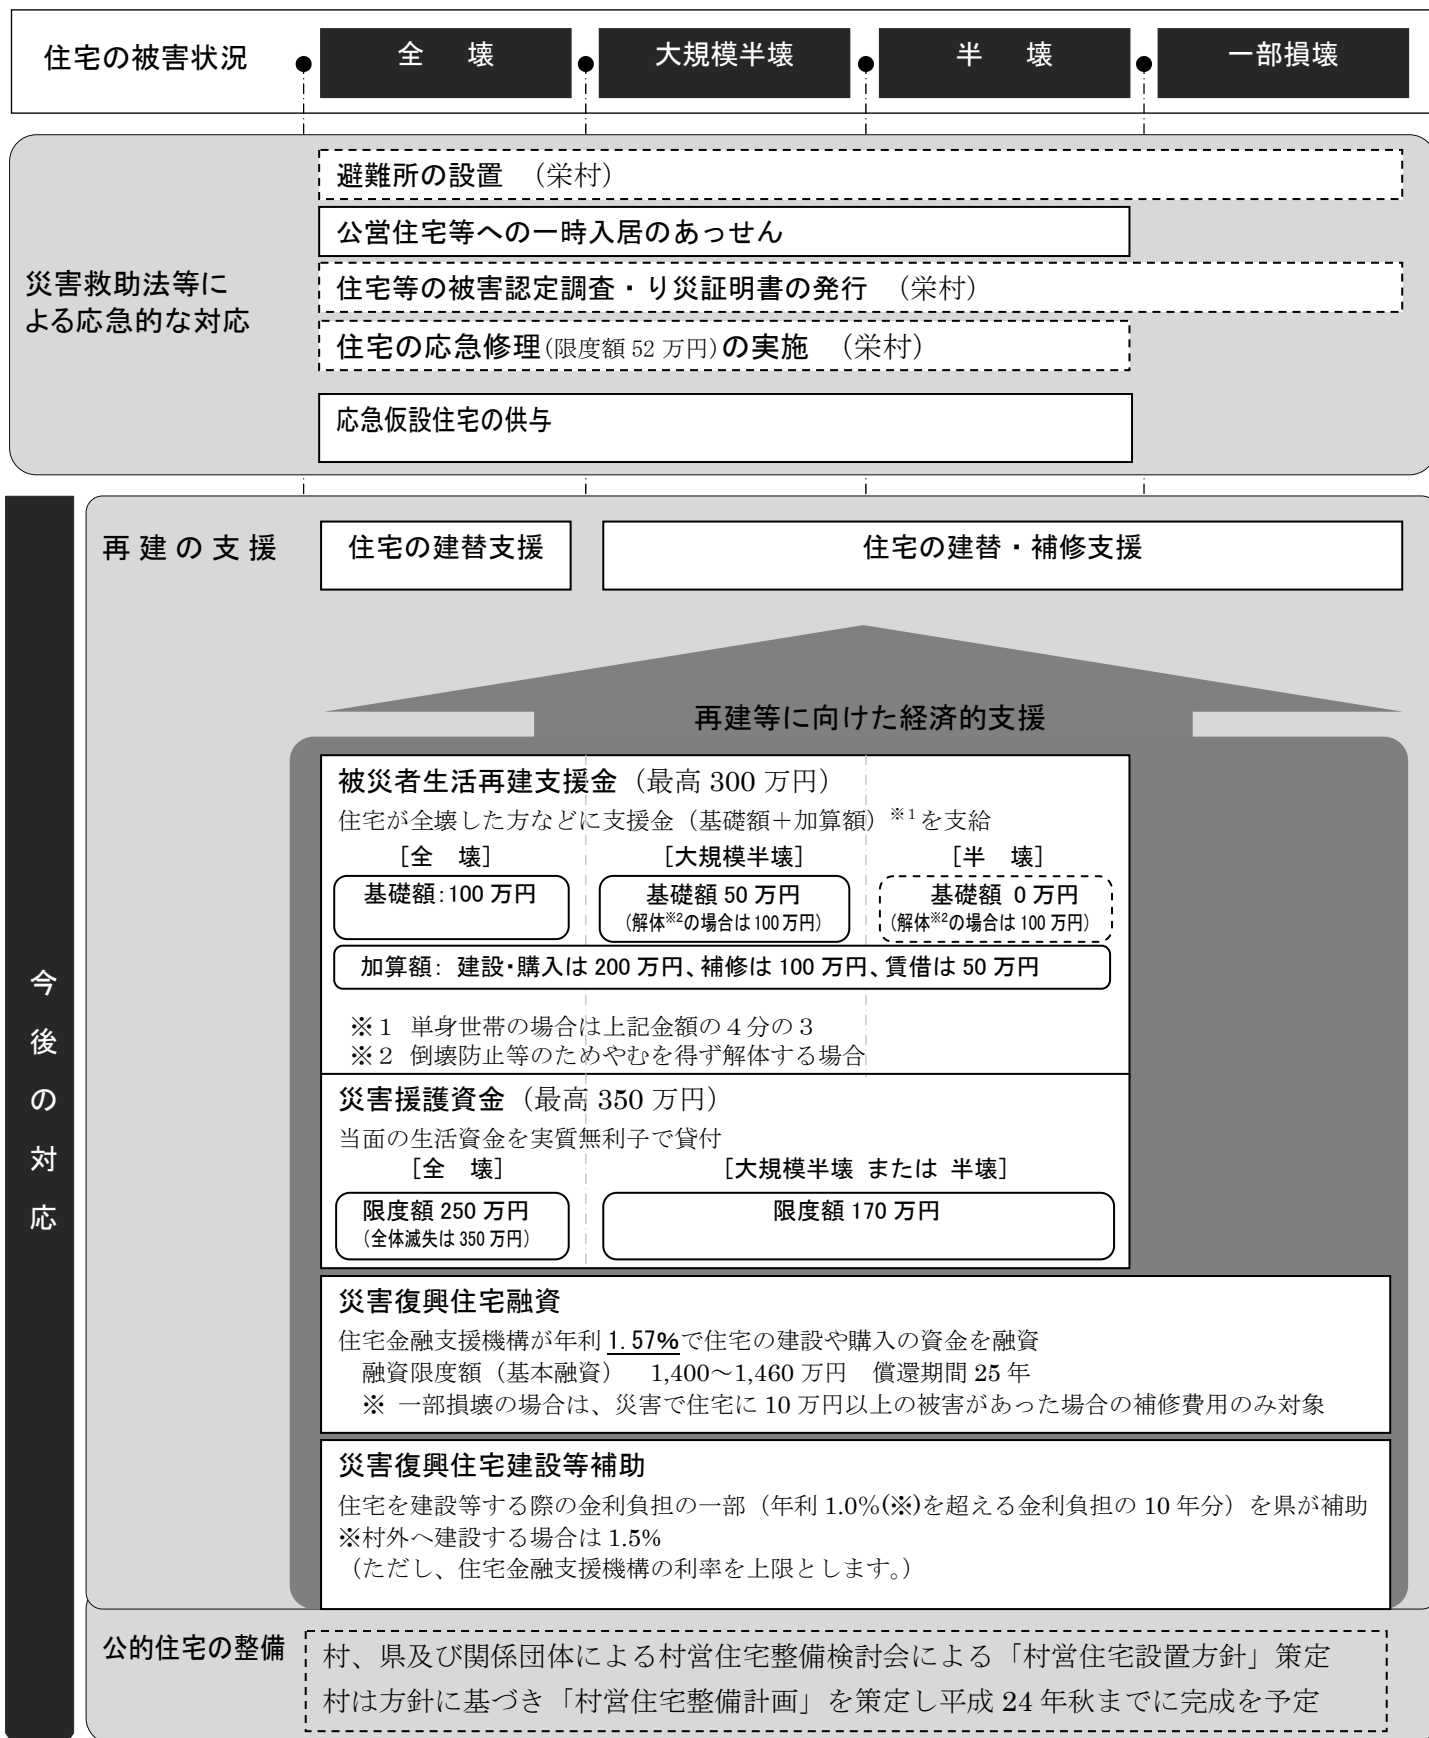 住宅の被害状況
全 壊
大規模半壊
半 壊
一部損壊
災害救助法等に
よる応急的な対応
避難所の設置 （栄村）
公営住宅等への一時入居のあっせん
住宅等の被害認定調査・り災証明書の発行 （栄村）
住宅の応急修理(限度額 52 万円)の実施 （栄村）
応急仮設住宅の供与
今後の対応
再建の支援
住宅の建替支援
住宅の建替・補修支援
再建等に向けた経済的支援
被災者生活再建支援金（最高 300 万円）
住宅が全壊した方などに支援金（基礎額＋加算額）※1を支給
［全 壊］
［大規模半壊］
［半 壊］
基礎額：100 万円
基礎額 50 万円
（解体※2の場合は 100 万円）
基礎額 0 万円
（解体※2の場合は 100 万円）
加算額： 建設・購入は 200 万円、補修は 100 万円、賃借は 50 万円
※１ 単身世帯の場合は上記金額の４分の３
※２ 倒壊防止等のためやむを得ず解体する場合
災害援護資金（最高 350 万円）
当面の生活資金を実質無利子で貸付
［全 壊］
［大規模半壊 または 半壊］
限度額 250 万円
（全体滅失は 350 万円）
限度額 170 万円
災害復興住宅融資
住宅金融支援機構が年利 1.57%で住宅の建設や購入の資金を融資
融資限度額（基本融資） 1,400～1,460 万円 償還期間 25 年
※ 一部損壊の場合は、災害で住宅に 10 万円以上の被害があった場合の補修費用のみ対象
災害復興住宅建設等補助
住宅を建設等する際の金利負担の一部（年利 1.0%(※)を超える金利負担の 10 年分）を県が補助
※村外へ建設する場合は 1.5%
（ただし、住宅金融支援機構の利率を上限とします。）
公的住宅の整備
村、県及び関係団体による村営住宅整備検討会による「村営住宅設置方針」策定
村は方針に基づき「村営住宅整備計画」を策定し平成 24 年秋までに完成を予定